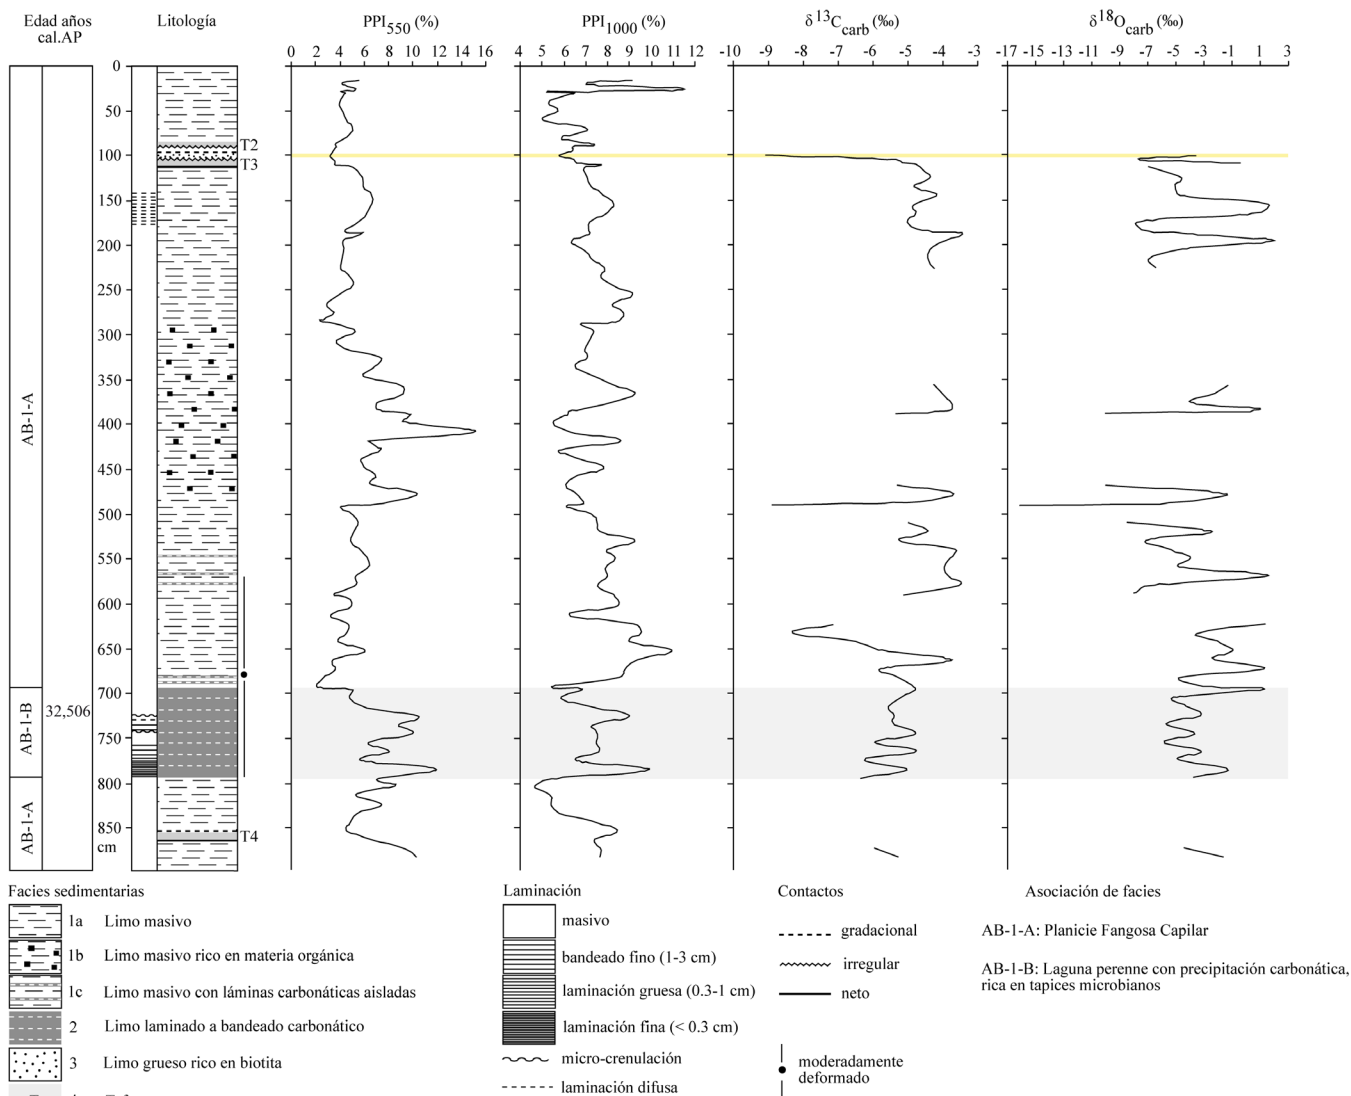 Edad años
cal.AP
Litología
PPI550 (%)
PPI1000 (%)
δ13Ccarb (‰)
δ18Ocarb (‰)
0 2 4 6 8 10 12 14 16
4 5 6 7 8 9 10 11 12
-10 -9 -8 -7 -6 -5 -4 -3
-17 -15 -13 -11 -9 -7 -5 -3 -1 1 3
0
50
100
150
200
250
300
350
400
450
500
550
600
650
700
750
800
850
cm
T2
T3
T4
AB-1-A
AB-1-B
AB-1-A
32,506
Facies sedimentarias
1a Limo masivo
1b Limo masivo rico en materia orgánica
1c Limo masivo con láminas carbonáticas aisladas
2 Limo laminado a bandeado carbonático
3 Limo grueso rico en biotita
Laminación
masivo
bandeado fino (1-3 cm)
laminación gruesa (0.3-1 cm)
laminación fina (< 0.3 cm)
micro-crenulación
laminación difusa
Contactos
gradacional
irregular
neto
moderadamente
deformado
Asociación de facies
AB-1-A: Planicie Fangosa Capilar
AB-1-B: Laguna perenne con precipitación carbonática,
rica en tapices microbianos